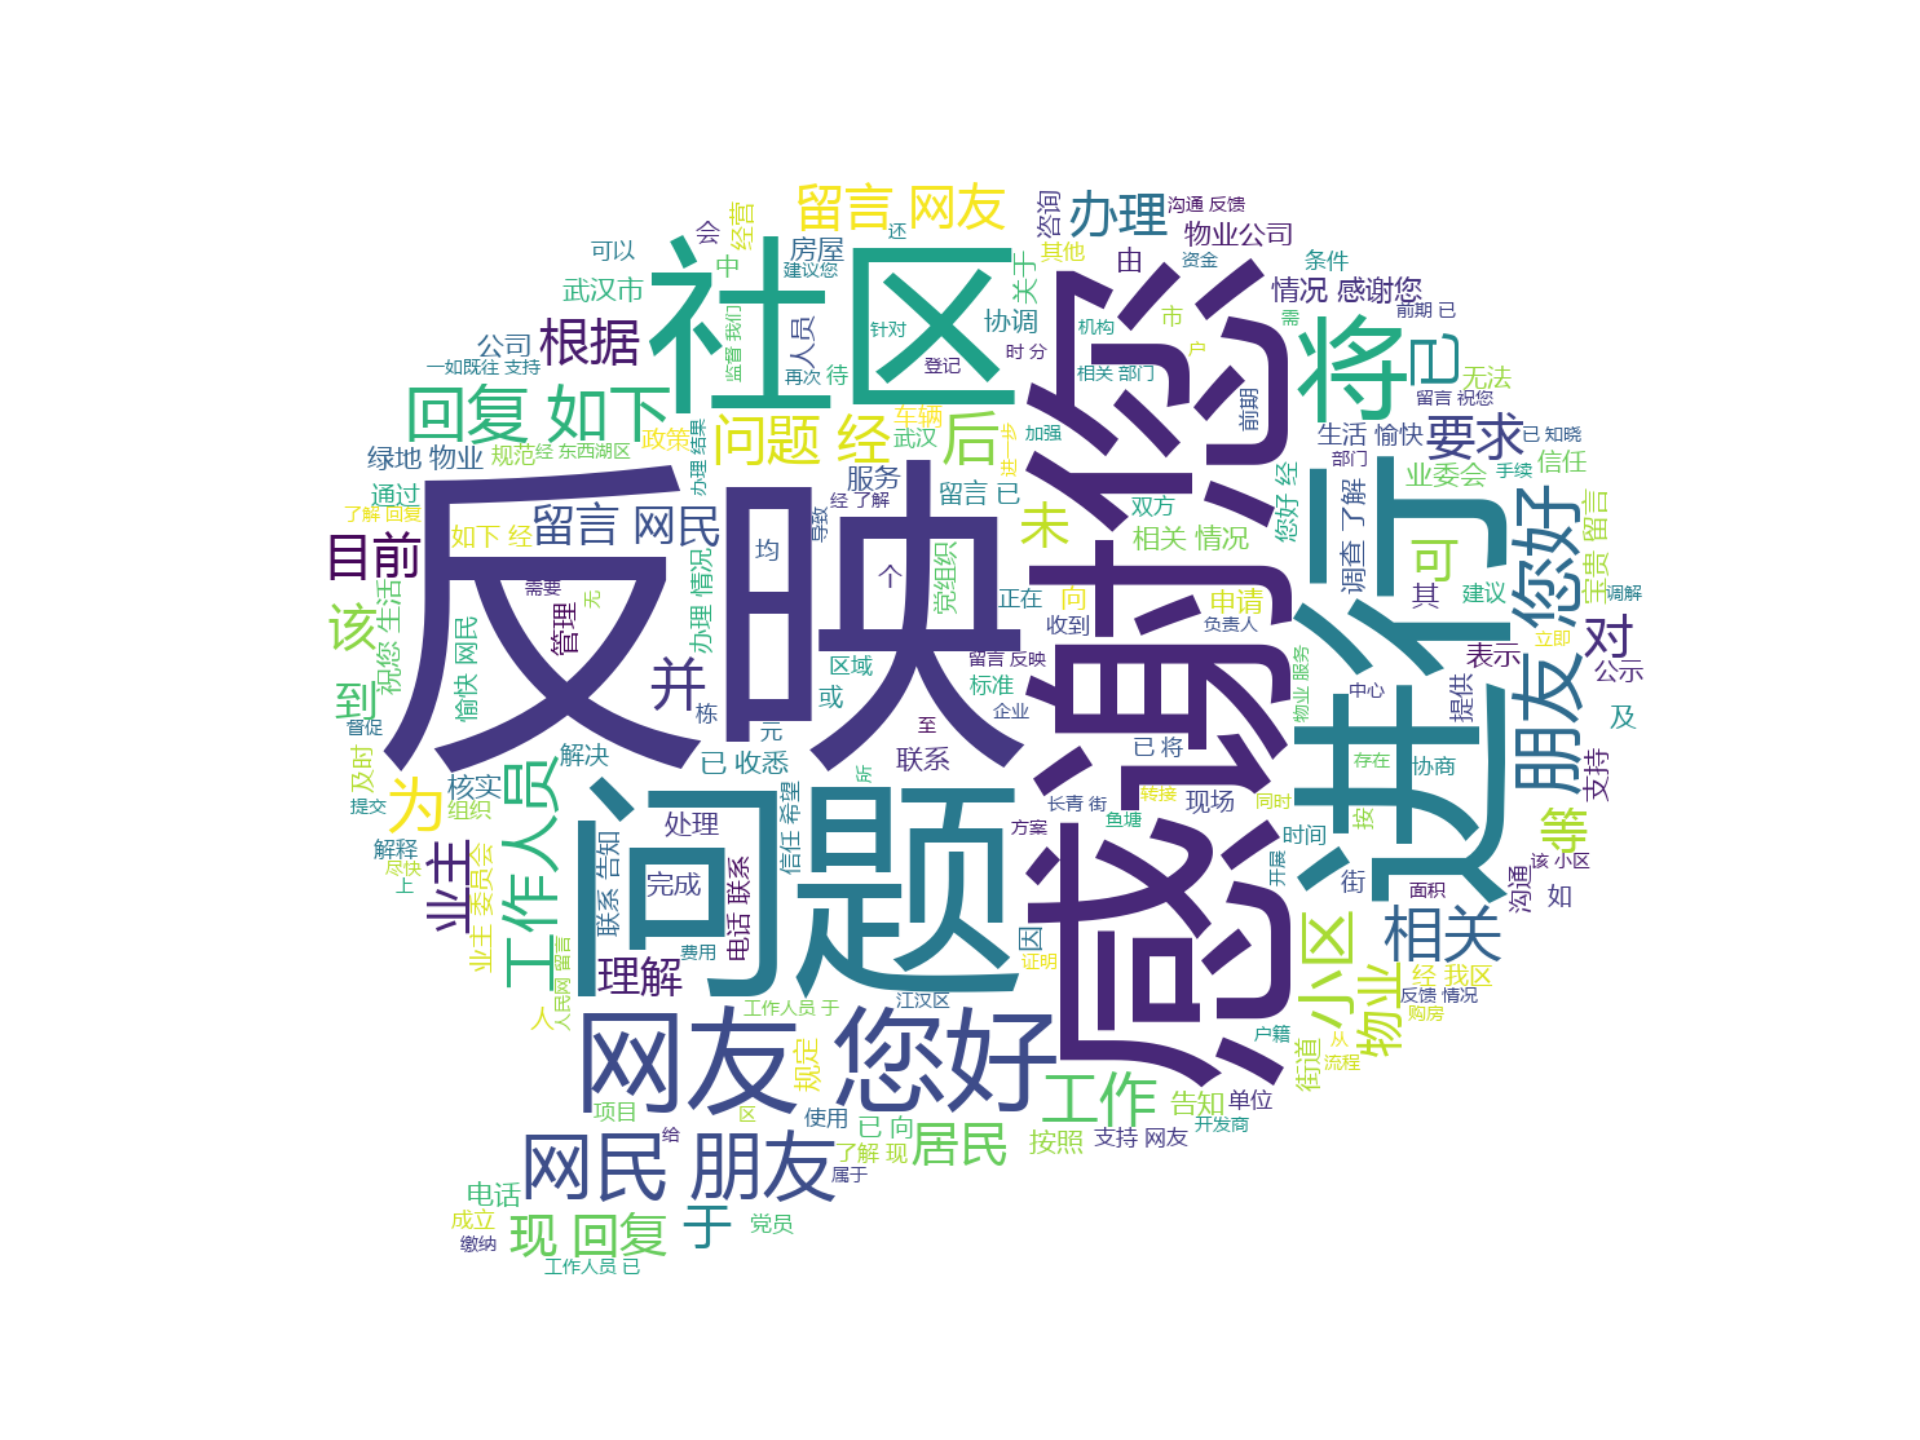 留言 网友
办理
沟通 反馈
咨询
物业公司
会
经营
房屋
还
可以
中
建议您
关于
其他
由
资金
条件
情况 感谢您
前期 已
武汉市
社区
监督 我们
人员
针对
协调
机构
市
需
户
将
已
公司
根据
一如既往 支持
再次
待
登记
时 分
相关 部门
前期
无法
留言 祝您
回复 如下
问题 经
车辆
武汉
后
进一步
加强
感谢您
生活 愉快
要求
已 知晓
政策
办理 结果
绿地 物业
规范
经 东西湖区
服务
留言 已
部门
业委会
手续
信任
通过
了解 回复
经 了解
导致
双方
您好 经
调查 了解
进行
您好
宝贵 留言
目前
如下 经
留言 网民
反映
均
个
党组织
未
相关 情况
可
需要
无
办理 情况
正在
向
申请
其
建议
调解
该
祝您 生活
愉快 网民
管理
收到
负责人
立即
对
到
并
区域
留言 反映
物业 服务
表示
公示
督促
栋
或
标准
中心
提供
朋友
及
元
至
企业
及时
解决
已 收悉
联系
已 将
存在
协商
支持
为
核实
组织
提交
工作人员
问题
所
信任 希望
长青 街
转接
现场
同时
按
等
处理
方案
鱼塘
时间
解释
尽快
上
业主
业主 委员会
联系 告知
完成
电话 联系
开展
街
面积
沟通
该 小区
如
理解
费用
因
证明
小区
相关
人民网 留言
人
工作人员 于
江汉区
物业
经 我区
反馈 情况
购房
网友 您好
规定
户籍
街道
从
流程
项目
区
使用
已 向
工作
告知
单位
开发商
网民 朋友
给
了解 现
居民
按照
支持 网友
属于
电话
成立
缴纳
现 回复
于
党员
工作人员 已